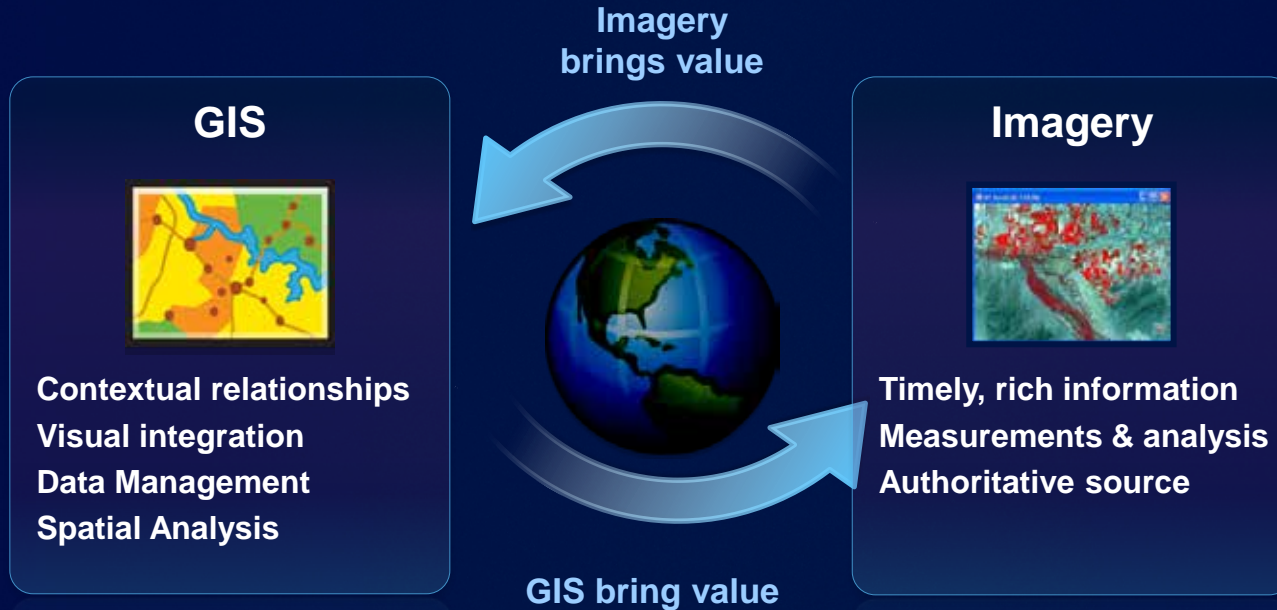 Imagery
brings value
GIS
Contextual relationships
Visual integration
Data Management
Spatial Analysis
Imagery
Timely, rich information
Measurements & analysis
Authoritative source
GIS bring value